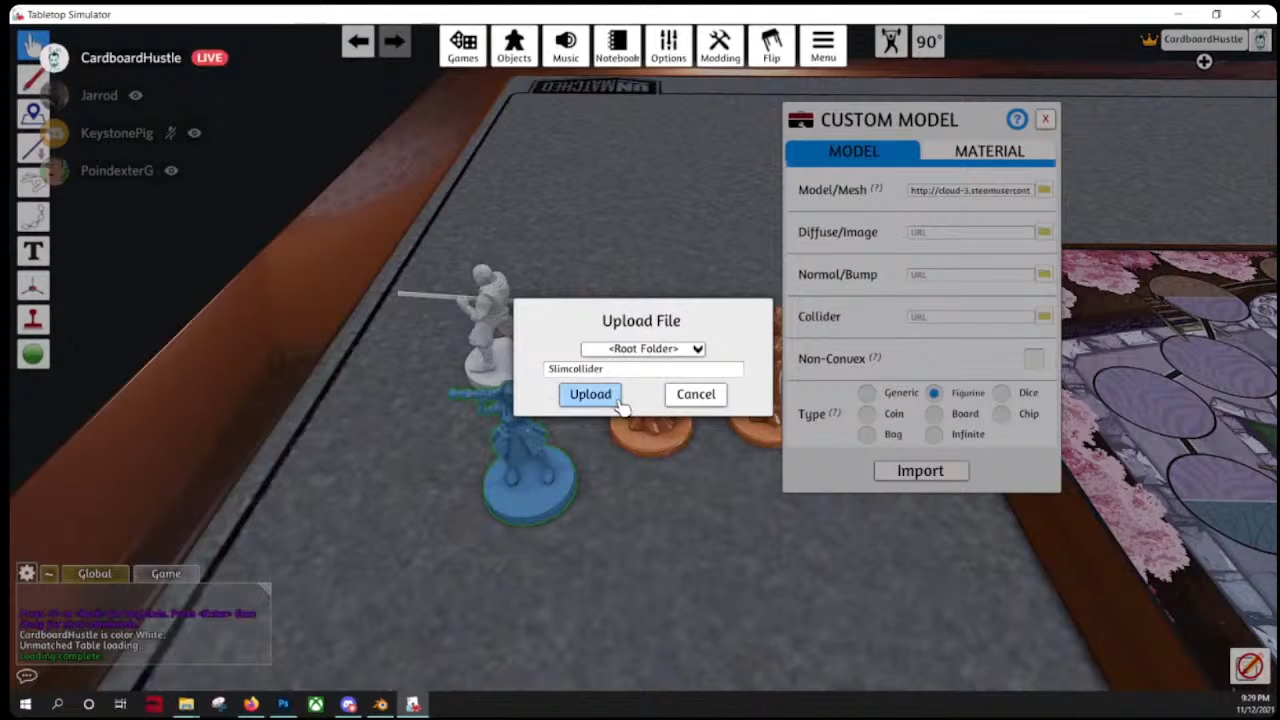 Tabletop Simulator
CardboardHustle LIVE
Jarrod
KeystonePig
PoindexterG
T
Games
Objects
Music
Notebook
Options
Modding
Flip
Menu
90°
CardboardHustle
UNMATCHED
CUSTOM MODEL ? X
MODEL MATERIAL
Model/Mesh (?) http://cloud-3.steamusercont
Diffuse/Image URL
Normal/Bump URL
Collider URL
Non-Convex (?)
Type (?) Generic Figurine Dice
Coin Board Chip
Bag Infinite
Import
Upload File
<Root Folder>
Slimcollider
Upload Cancel
~ Global Game
CardboardHustle is color White.
Unmatched Table loading.
Loading complete.
Ps
9:29 PM
11/12/2021